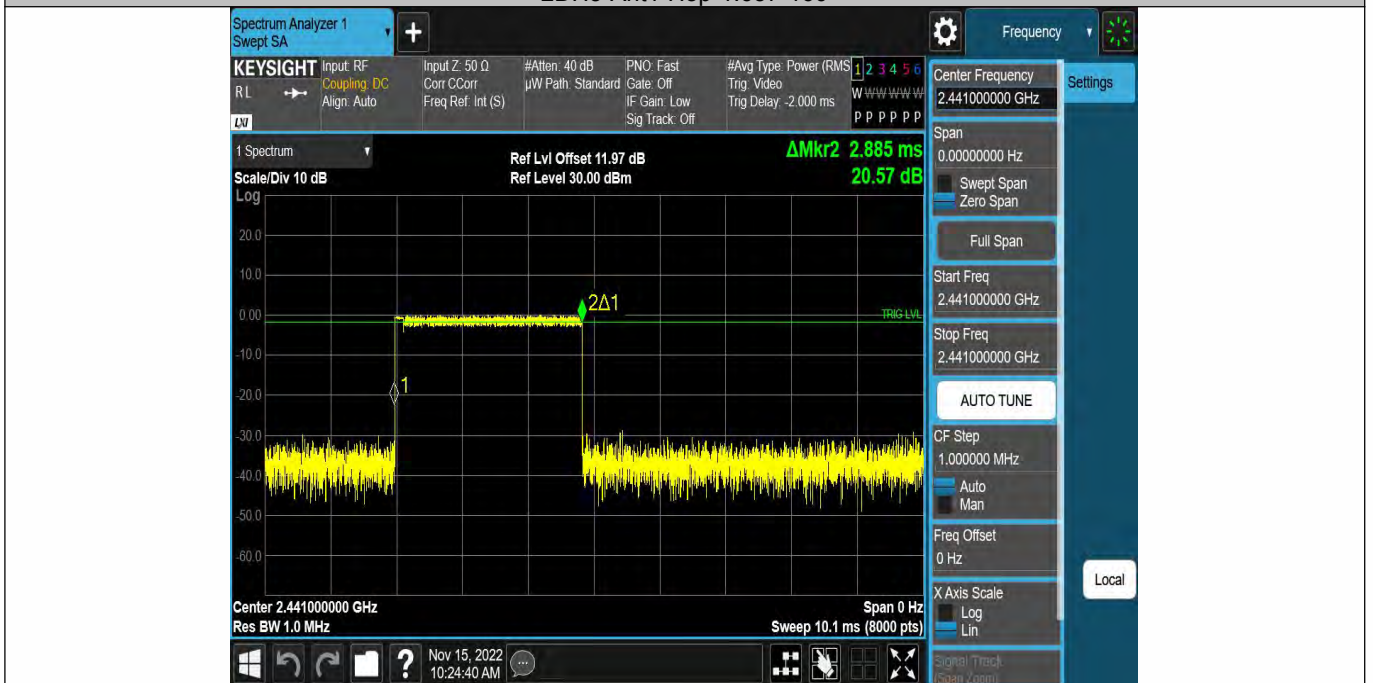 Spectrum Analyzer 1
Swept SA
+
Frequency
KEYSIGHT
RL
LXI
Input: RF
Coupling: DC
Align: Auto
Input Z: 50 Ω
Corr CCorr
Freq Ref: Int (S)
#Atten: 40 dB
µW Path: Standard
PNO: Fast
Gate: Off
IF Gain: Low
Sig Track: Off
#Avg Type: Power (RMS
Trig: Video
Trig Delay: -2.000 ms
1 2 3 4 5 6
W W W W W W
P P P P P P
1 Spectrum
Scale/Div 10 dB
Ref Lvl Offset 11.97 dB
Ref Level 30.00 dBm
ΔMkr2 2.885 ms
20.57 dB
Log
20.0
10.0
0.00
-10.0
-20.0
-30.0
-40.0
-50.0
-60.0
2Δ1
TRIG LVL
1
Center 2.441000000 GHz
Res BW 1.0 MHz
Span 0 Hz
Sweep 10.1 ms (8000 pts)
?
Nov 15, 2022
10:24:40 AM
Center Frequency
2.441000000 GHz
Settings
Span
0.00000000 Hz
Swept Span
Zero Span
Full Span
Start Freq
2.441000000 GHz
Stop Freq
2.441000000 GHz
AUTO TUNE
CF Step
1.000000 MHz
Auto
Man
Freq Offset
0 Hz
X Axis Scale
Log
Lin
Local
Signal Track
(Span Zoom)